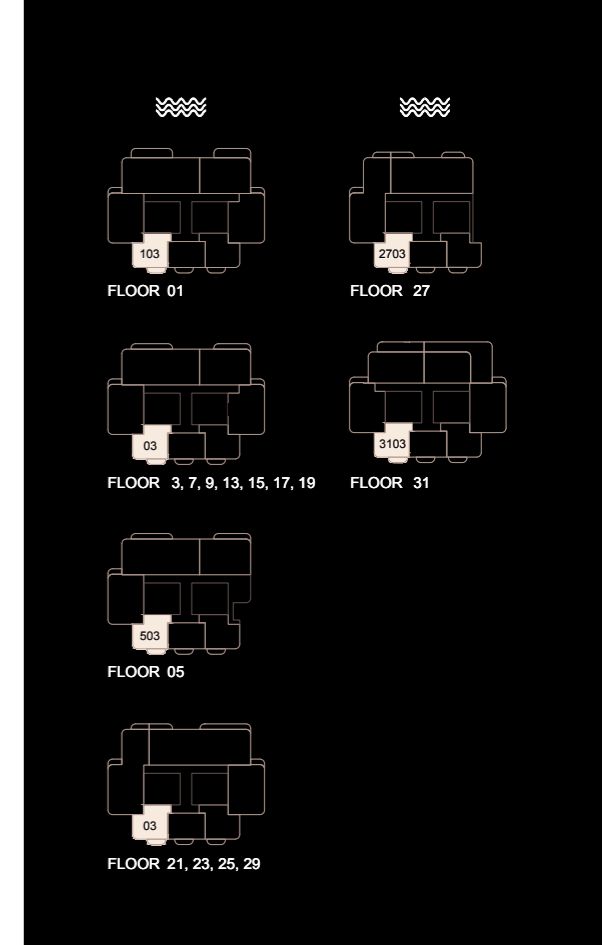 103
FLOOR 01
03
FLOOR 3, 7, 9, 13, 15, 17, 19
503
FLOOR 05
03
FLOOR 21, 23, 25, 29
2703
FLOOR 27
3103
FLOOR 31